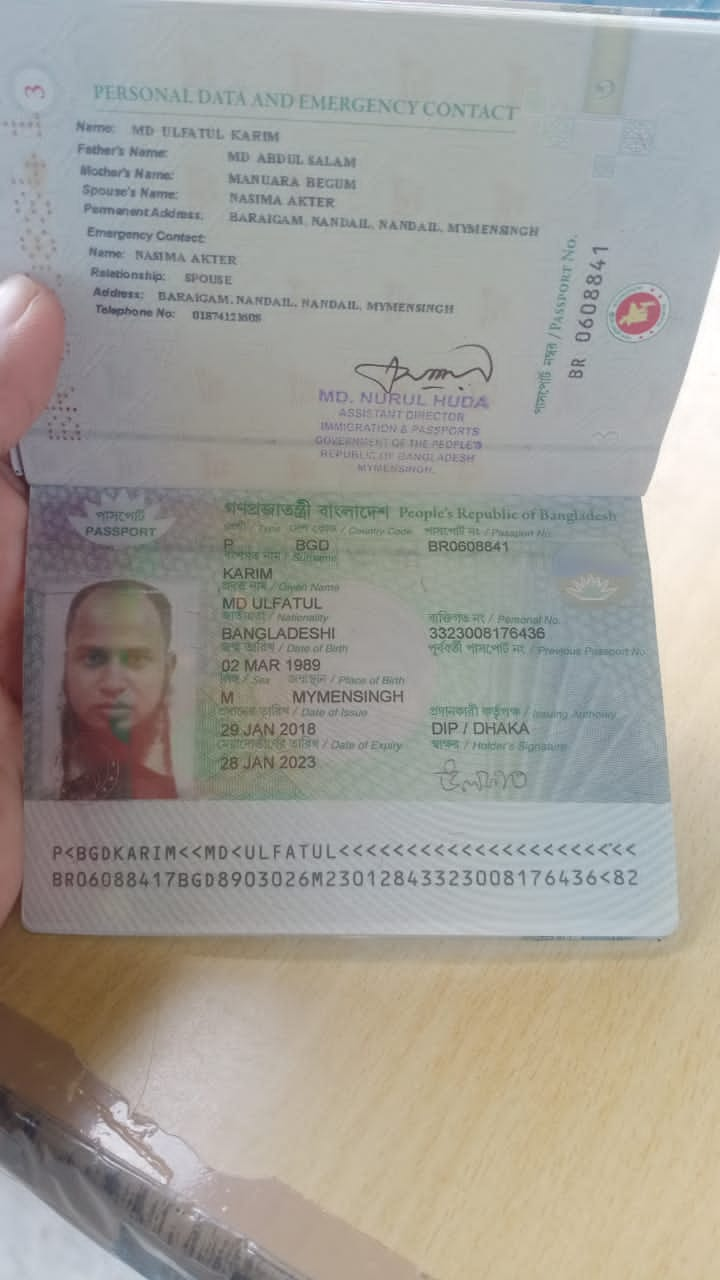 3
PERSONAL DATA AND EMERGENCY CONTACT
Name: MD ULFATUL KARIM
Father's Name: MD ABDUL SALAM
Mother's Name: MANUARA BEGUM
Spouse's Name: NASIMA AKTER
Permanent Address: BARAIGAM, NANDAIL, NANDAIL, MYMENSINGH
Emergency Contact:
Name: NASIMA AKTER
Relationship: SPOUSE
Address: BARAIGAM, NANDAIL, NANDAIL, MYMENSINGH
Telephone No:
পাসপোর্ট নম্বর / PASSPORT NO.
BR 0608841
MD. NURUL HUDA
ASSISTANT DIRECTOR
IMMIGRATION & PASSPORTS
GOVERNMENT OF THE PEOPLE'S
REPUBLIC OF BANGLADESH
MYMENSINGH.
3
পাসপোর্ট
PASSPORT
গণপ্রজাতন্ত্রী বাংলাদেশ People's Republic of Bangladesh
শ্রেণী / Type দেশ কোড / Country Code পাসপোর্ট নং / Passport No.
P BGD BR0608841
বংশগত নাম / Surname
KARIM
প্রদত্ত নাম / Given Name
MD ULFATUL
জাতীয়তা / Nationality ব্যক্তিগত নং / Personal No.
BANGLADESHI 3323008176436
জন্ম তারিখ / Date of Birth পূর্ববর্তী পাসপোর্ট নং / Previous Passport No.
02 MAR 1989
লিঙ্গ / Sex জন্মস্থান / Place of Birth
M MYMENSINGH
প্রদানের তারিখ / Date of Issue প্রদানকারী কর্তৃপক্ষ / Issuing Authority
29 JAN 2018 DIP / DHAKA
মেয়াদোত্তীর্ণের তারিখ / Date of Expiry স্বাক্ষর / Holder's Signature
28 JAN 2023
P<BGDKARIM<<MD<ULFATUL<<<<<<<<<<<<<<<<<<<<<<
BR06088417BGD8903026M23012843323008176436<82